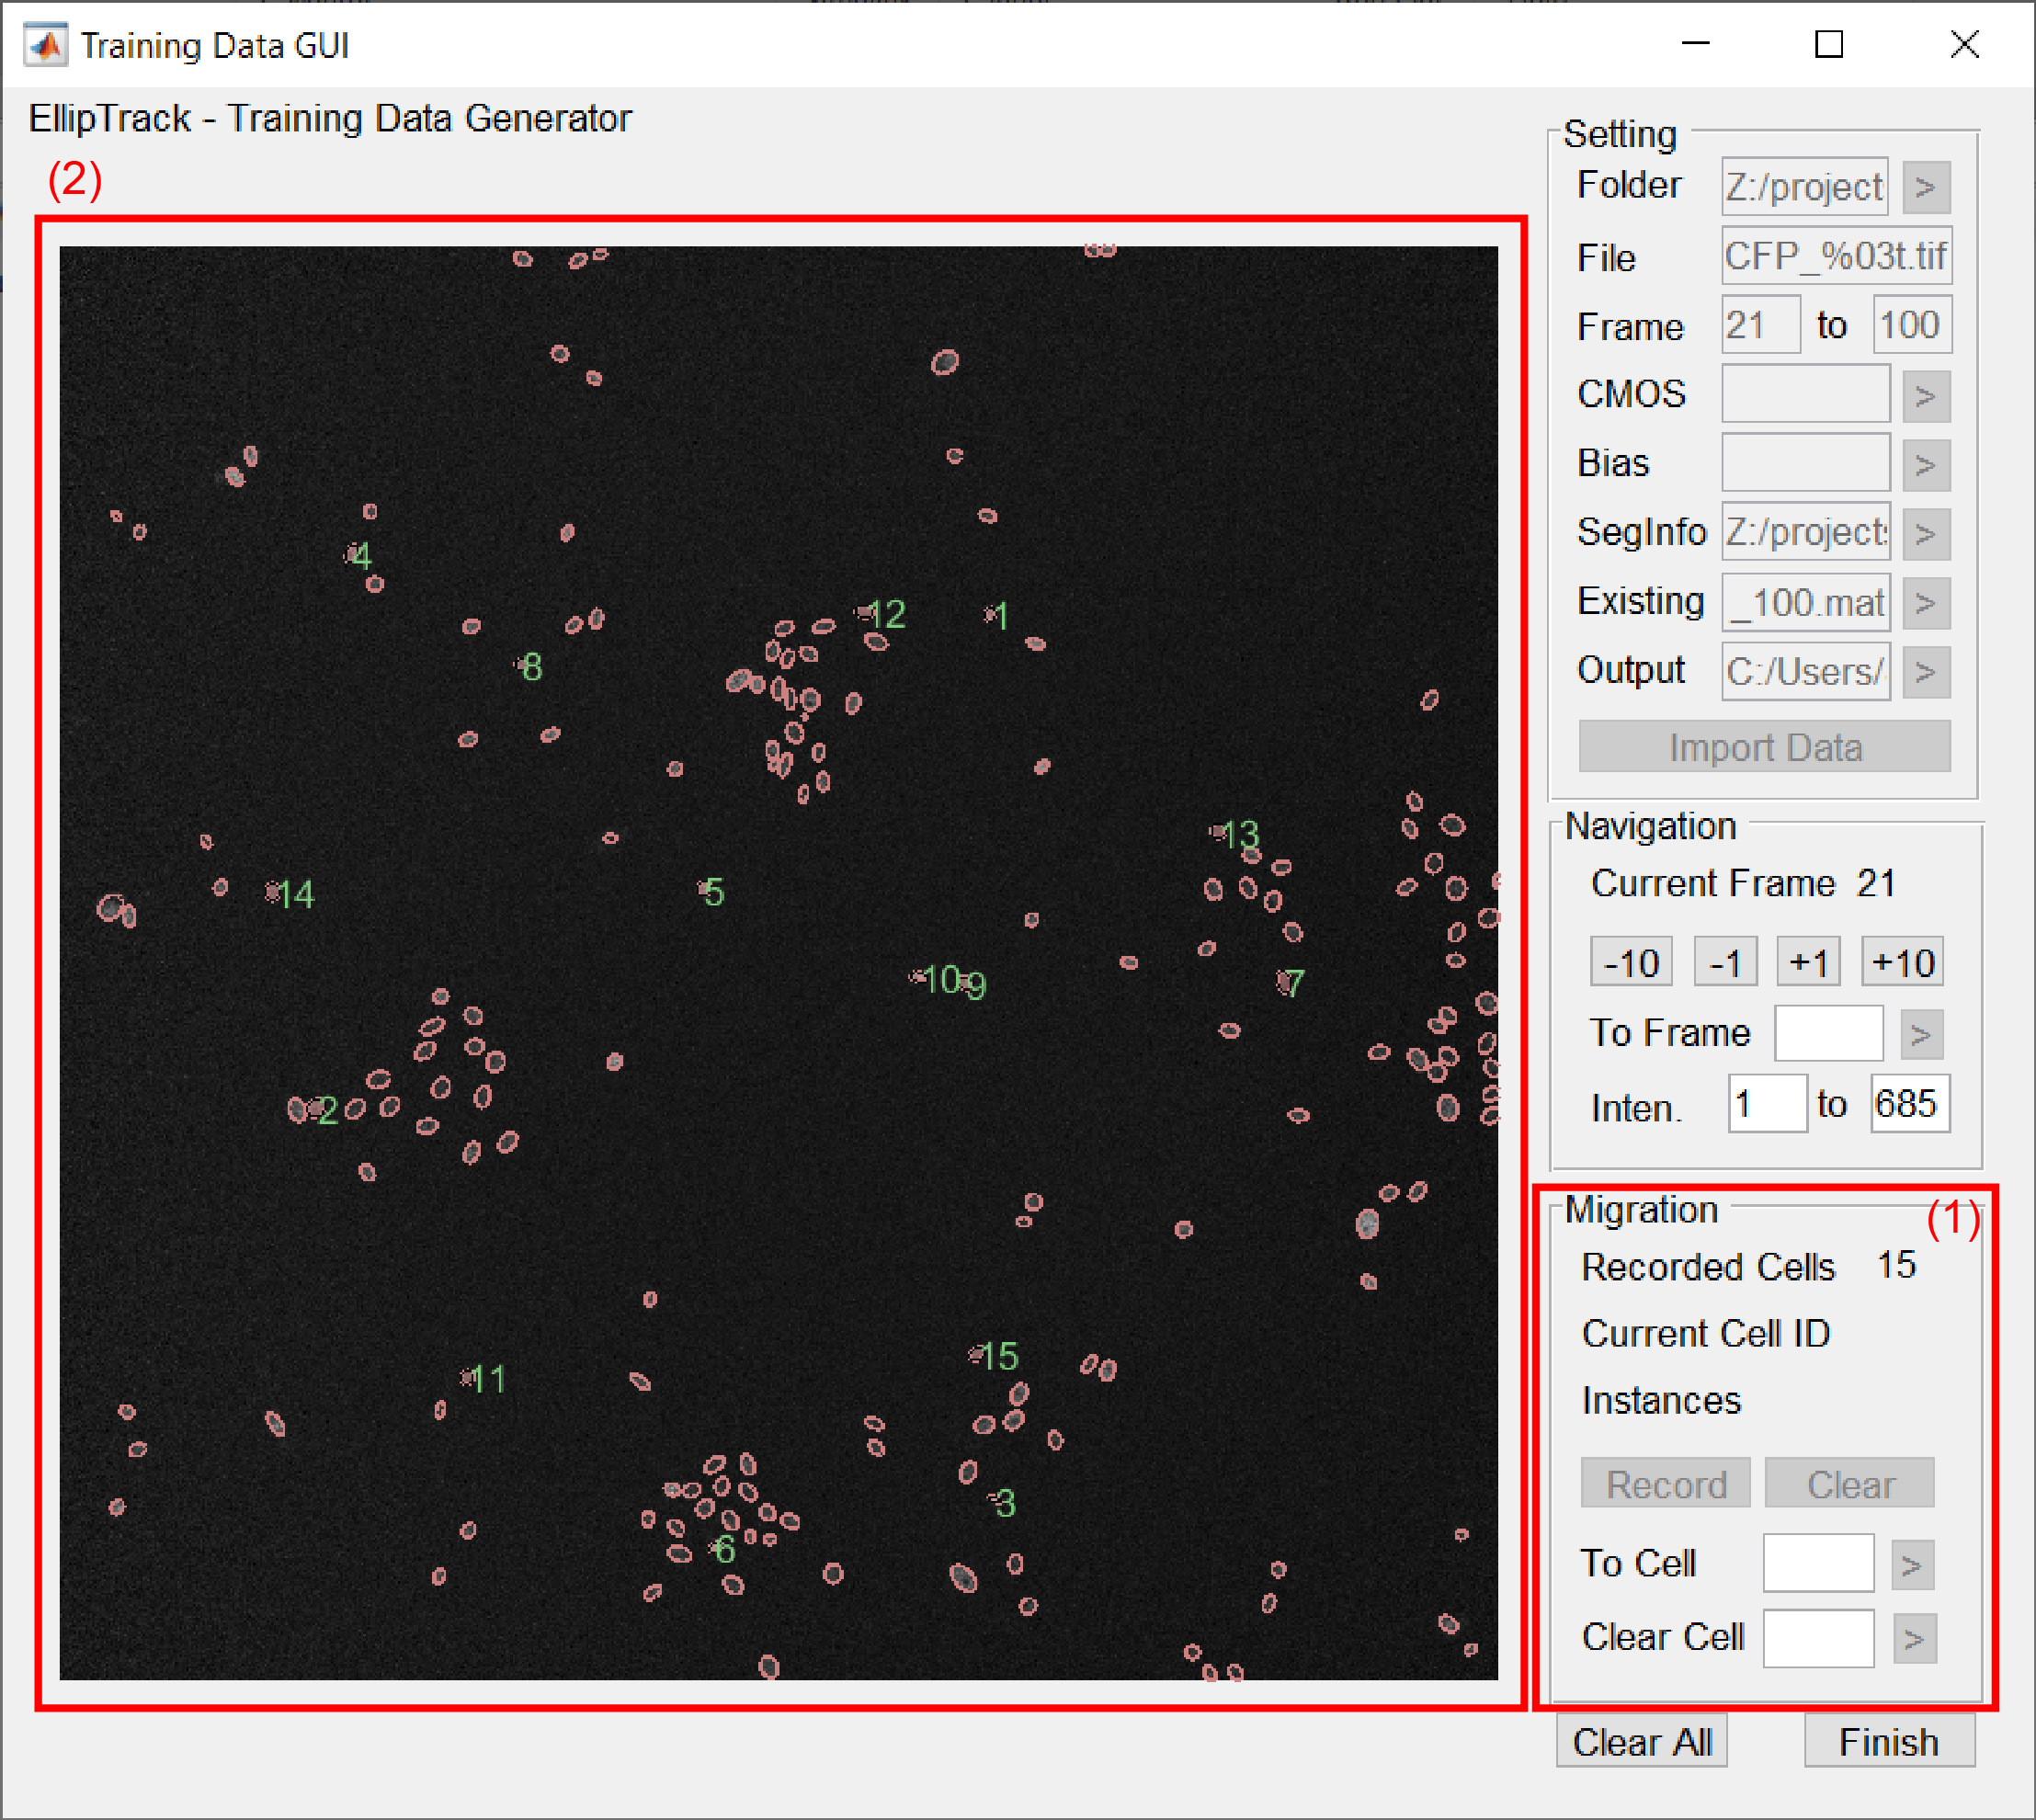 Training Data GUI
EllipTrack - Training Data Generator
(2)
4
12
1
8
13
14
5
10
9
7
2
15
11
3
6
Setting
Folder Z:/project >
File CFP_%03t.tif
Frame 21 to 100
CMOS >
Bias >
SegInfo Z:/project >
Existing _100.mat >
Output C:/Users/ >
Import Data
Navigation
Current Frame 21
-10 -1 +1 +10
To Frame >
Inten. 1 to 685
Migration (1)
Recorded Cells 15
Current Cell ID
Instances
Record Clear
To Cell >
Clear Cell >
Clear All Finish